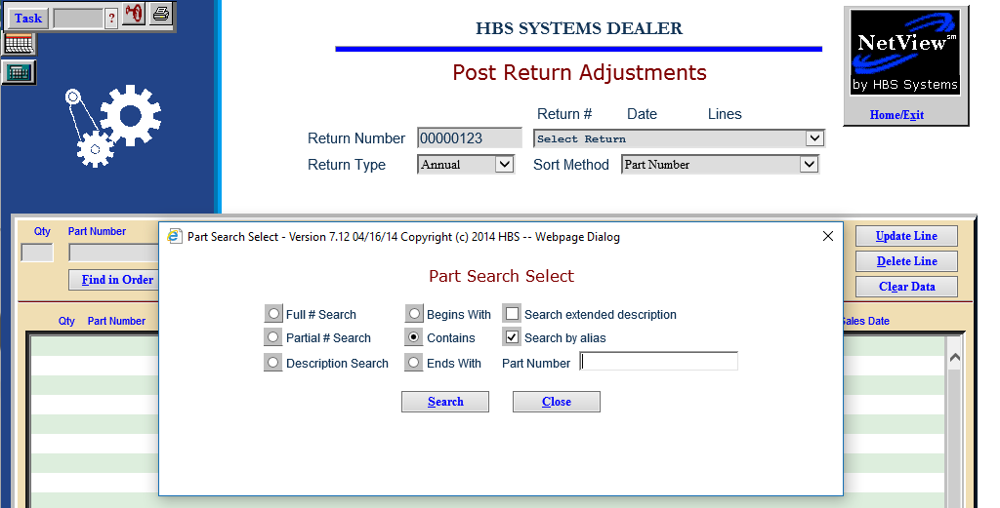 Task ?
HBS SYSTEMS DEALER
Post Return Adjustments
NetView℠
by HBS Systems
Home/Exit
Return # Date Lines
Return Number 00000123 Select Return
Return Type Annual Sort Method Part Number
Qty Part Number
Find in Order
Update Line
Delete Line
Clear Data
Qty Part Number Sales Date
Part Search Select - Version 7.12 04/16/14 Copyright (c) 2014 HBS -- Webpage Dialog
Part Search Select
Full # Search Begins With Search extended description
Partial # Search Contains Search by alias
Description Search Ends With Part Number
Search Close